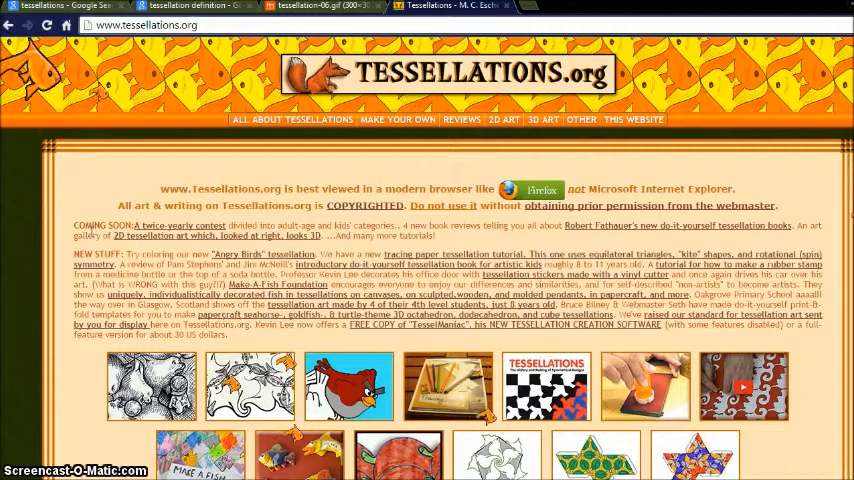 tessellations - Google Sea
tessellation definition - G
tessellation-06.gif (300×3
Tessellations - M. C. Esch
www.tessellations.org
TESSELLATIONS.org
ALL ABOUT TESSELLATIONS MAKE YOUR OWN REVIEWS 2D ART 3D ART OTHER THIS WEBSITE
www.Tessellations.org is best viewed in a modern browser like Firefox not Microsoft Internet Explorer.
All art & writing on Tessellations.org is COPYRIGHTED. Do not use it without obtaining prior permission from the webmaster.
COMING SOON: A twice-yearly contest divided into adult-age and kids' categories.. 4 new book reviews telling you all about Robert Fathauer's new do-it-yourself tessellation books. An art
gallery of 2D tessellation art which, looked at right, looks 3D. ...And many more tutorials!
NEW STUFF: Try coloring our new "Angry Birds" tessellation. We have a new tracing paper tessellation tutorial. This one uses equilateral triangles, "kite" shapes, and rotational (spin)
symmetry. A review of Pam Stephens' and Jim McNeill's introductory do-it-yourself tessellation book for artistic kids roughly 8 to 11 years old. A tutorial for how to make a rubber stamp
from a medicine bottle or the top of a soda bottle. Professor Kevin Lee decorates his office door with tessellation stickers made with a vinyl cutter and once again drives his car over his
art. (What is WRONG with this guy?!?) Make-A-Fish Foundation encourages everyone to enjoy our differences and similarities, and for self-described "non-artists" to become artists. They
show us uniquely, individualistically decorated fish in tessellations on canvases, on sculpted,wooden, and molded pendants, in papercraft, and more. Oakgrove Primary School aaaalll
the way over in Glasgow, Scotland shows off the tessellation art made by 4 of their 4th level students, just 8 years old. Bruce Bilney & Webmaster Seth have made do-it-yourself print-&-
fold templates for you to make papercraft seahorse-, goldfish-, & turtle-theme 3D octahedron, dodecahedron, and cube tessellations. We've raised our standard for tessellation art sent
by you for display here on Tessellations.org. Kevin Lee now offers a FREE COPY of "TesselManiac", his NEW TESSELLATION CREATION SOFTWARE (with some features disabled) or a full-
feature version for about 30 US dollars.
TESSELLATIONS
MAKE A FISH
Screencast-O-Matic.com